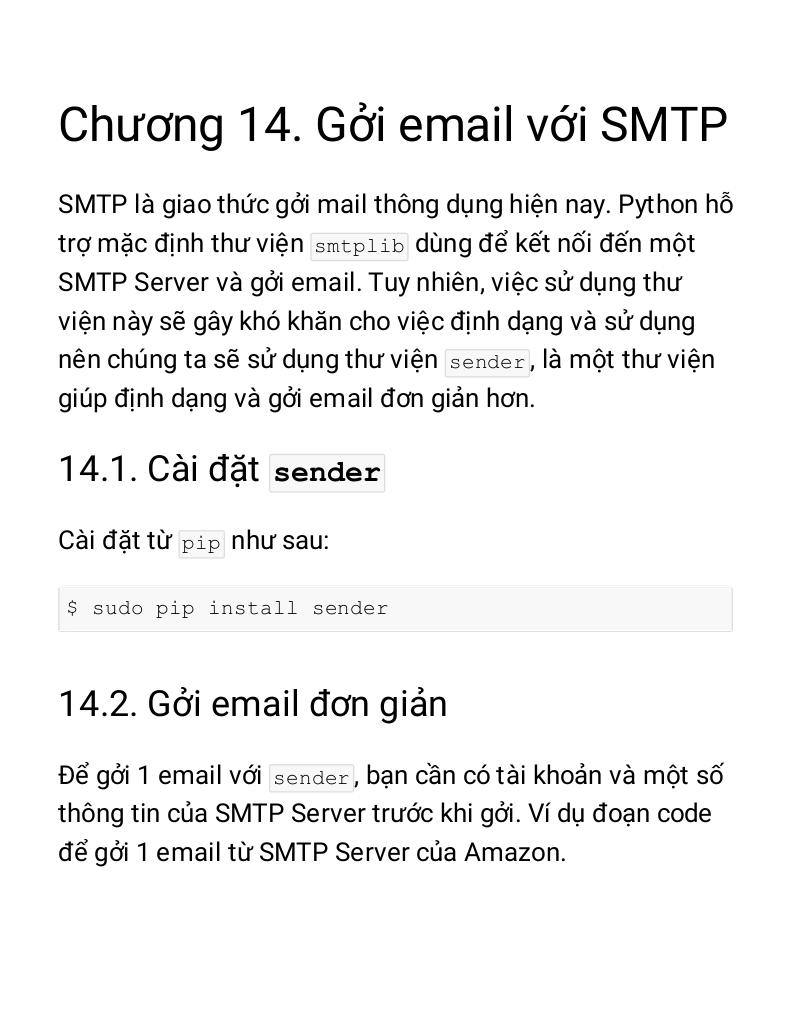 Chương 14. Gởi email với SMTP
SMTP là giao thức gởi mail thông dụng hiện nay. Python hỗ
trợ mặc định thư viện smtplib dùng để kết nối đến một
SMTP Server và gởi email. Tuy nhiên, việc sử dụng thư
viện này sẽ gây khó khăn cho việc định dạng và sử dụng
nên chúng ta sẽ sử dụng thư viện sender, là một thư viện
giúp định dạng và gởi email đơn giản hơn.
14.1. Cài đặt sender
Cài đặt từ pip như sau:
$ sudo pip install sender
14.2. Gởi email đơn giản
Để gởi 1 email với sender, bạn cần có tài khoản và một số
thông tin của SMTP Server trước khi gởi. Ví dụ đoạn code
để gởi 1 email từ SMTP Server của Amazon.